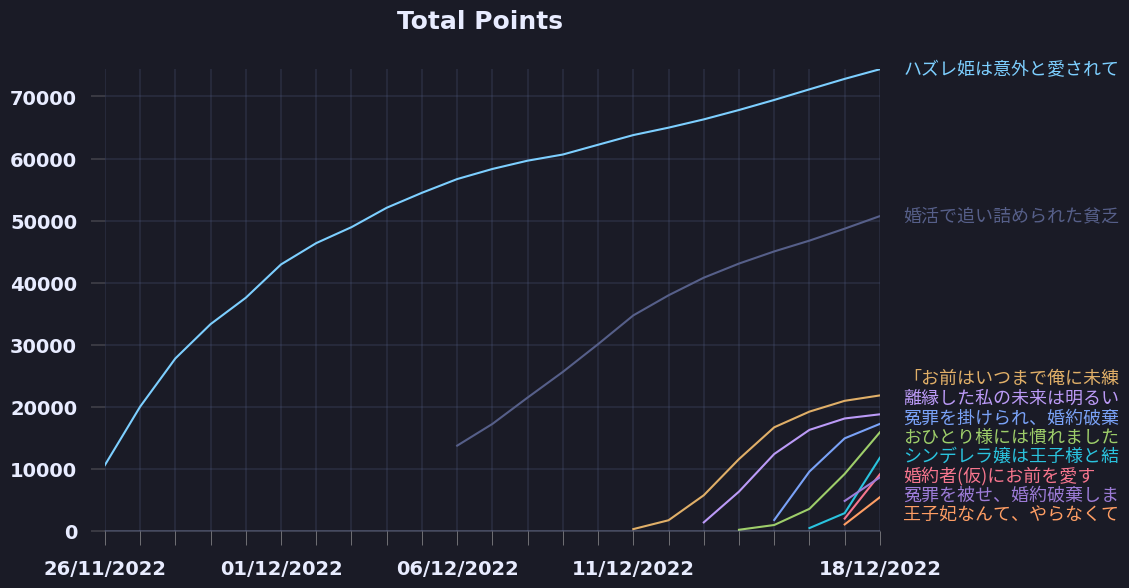 Total Points
ハズレ姫は意外と愛されて
70000
60000
50000
婚活で追い詰められた貧乏
40000
30000
「お前はいつまで俺に未練
離縁した私の未来は明るい
20000
冤罪を掛けられ、婚約破棄
おひとり様には慣れました
シンデレラ嬢は王子様と結
10000
婚約者(仮)にお前を愛す
冤罪を被せ、婚約破棄しま
王子妃なんて、やらなくて
0
26/11/2022 01/12/2022 06/12/2022 11/12/2022 18/12/2022